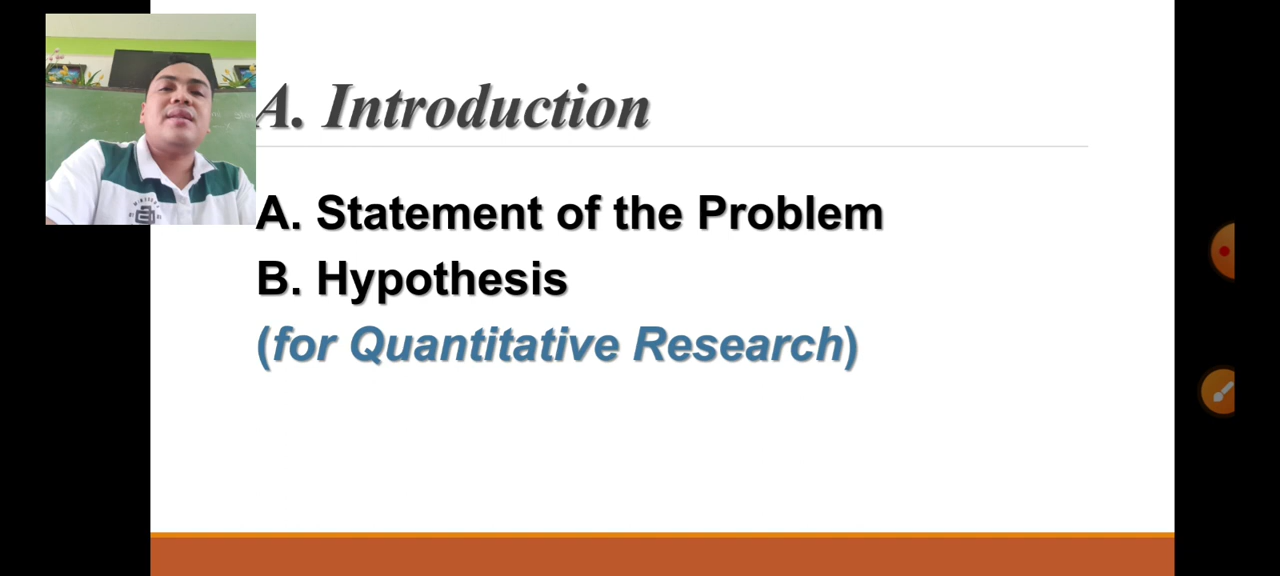 A. Introduction
A. Statement of the Problem
B. Hypothesis
(for Quantitative Research)